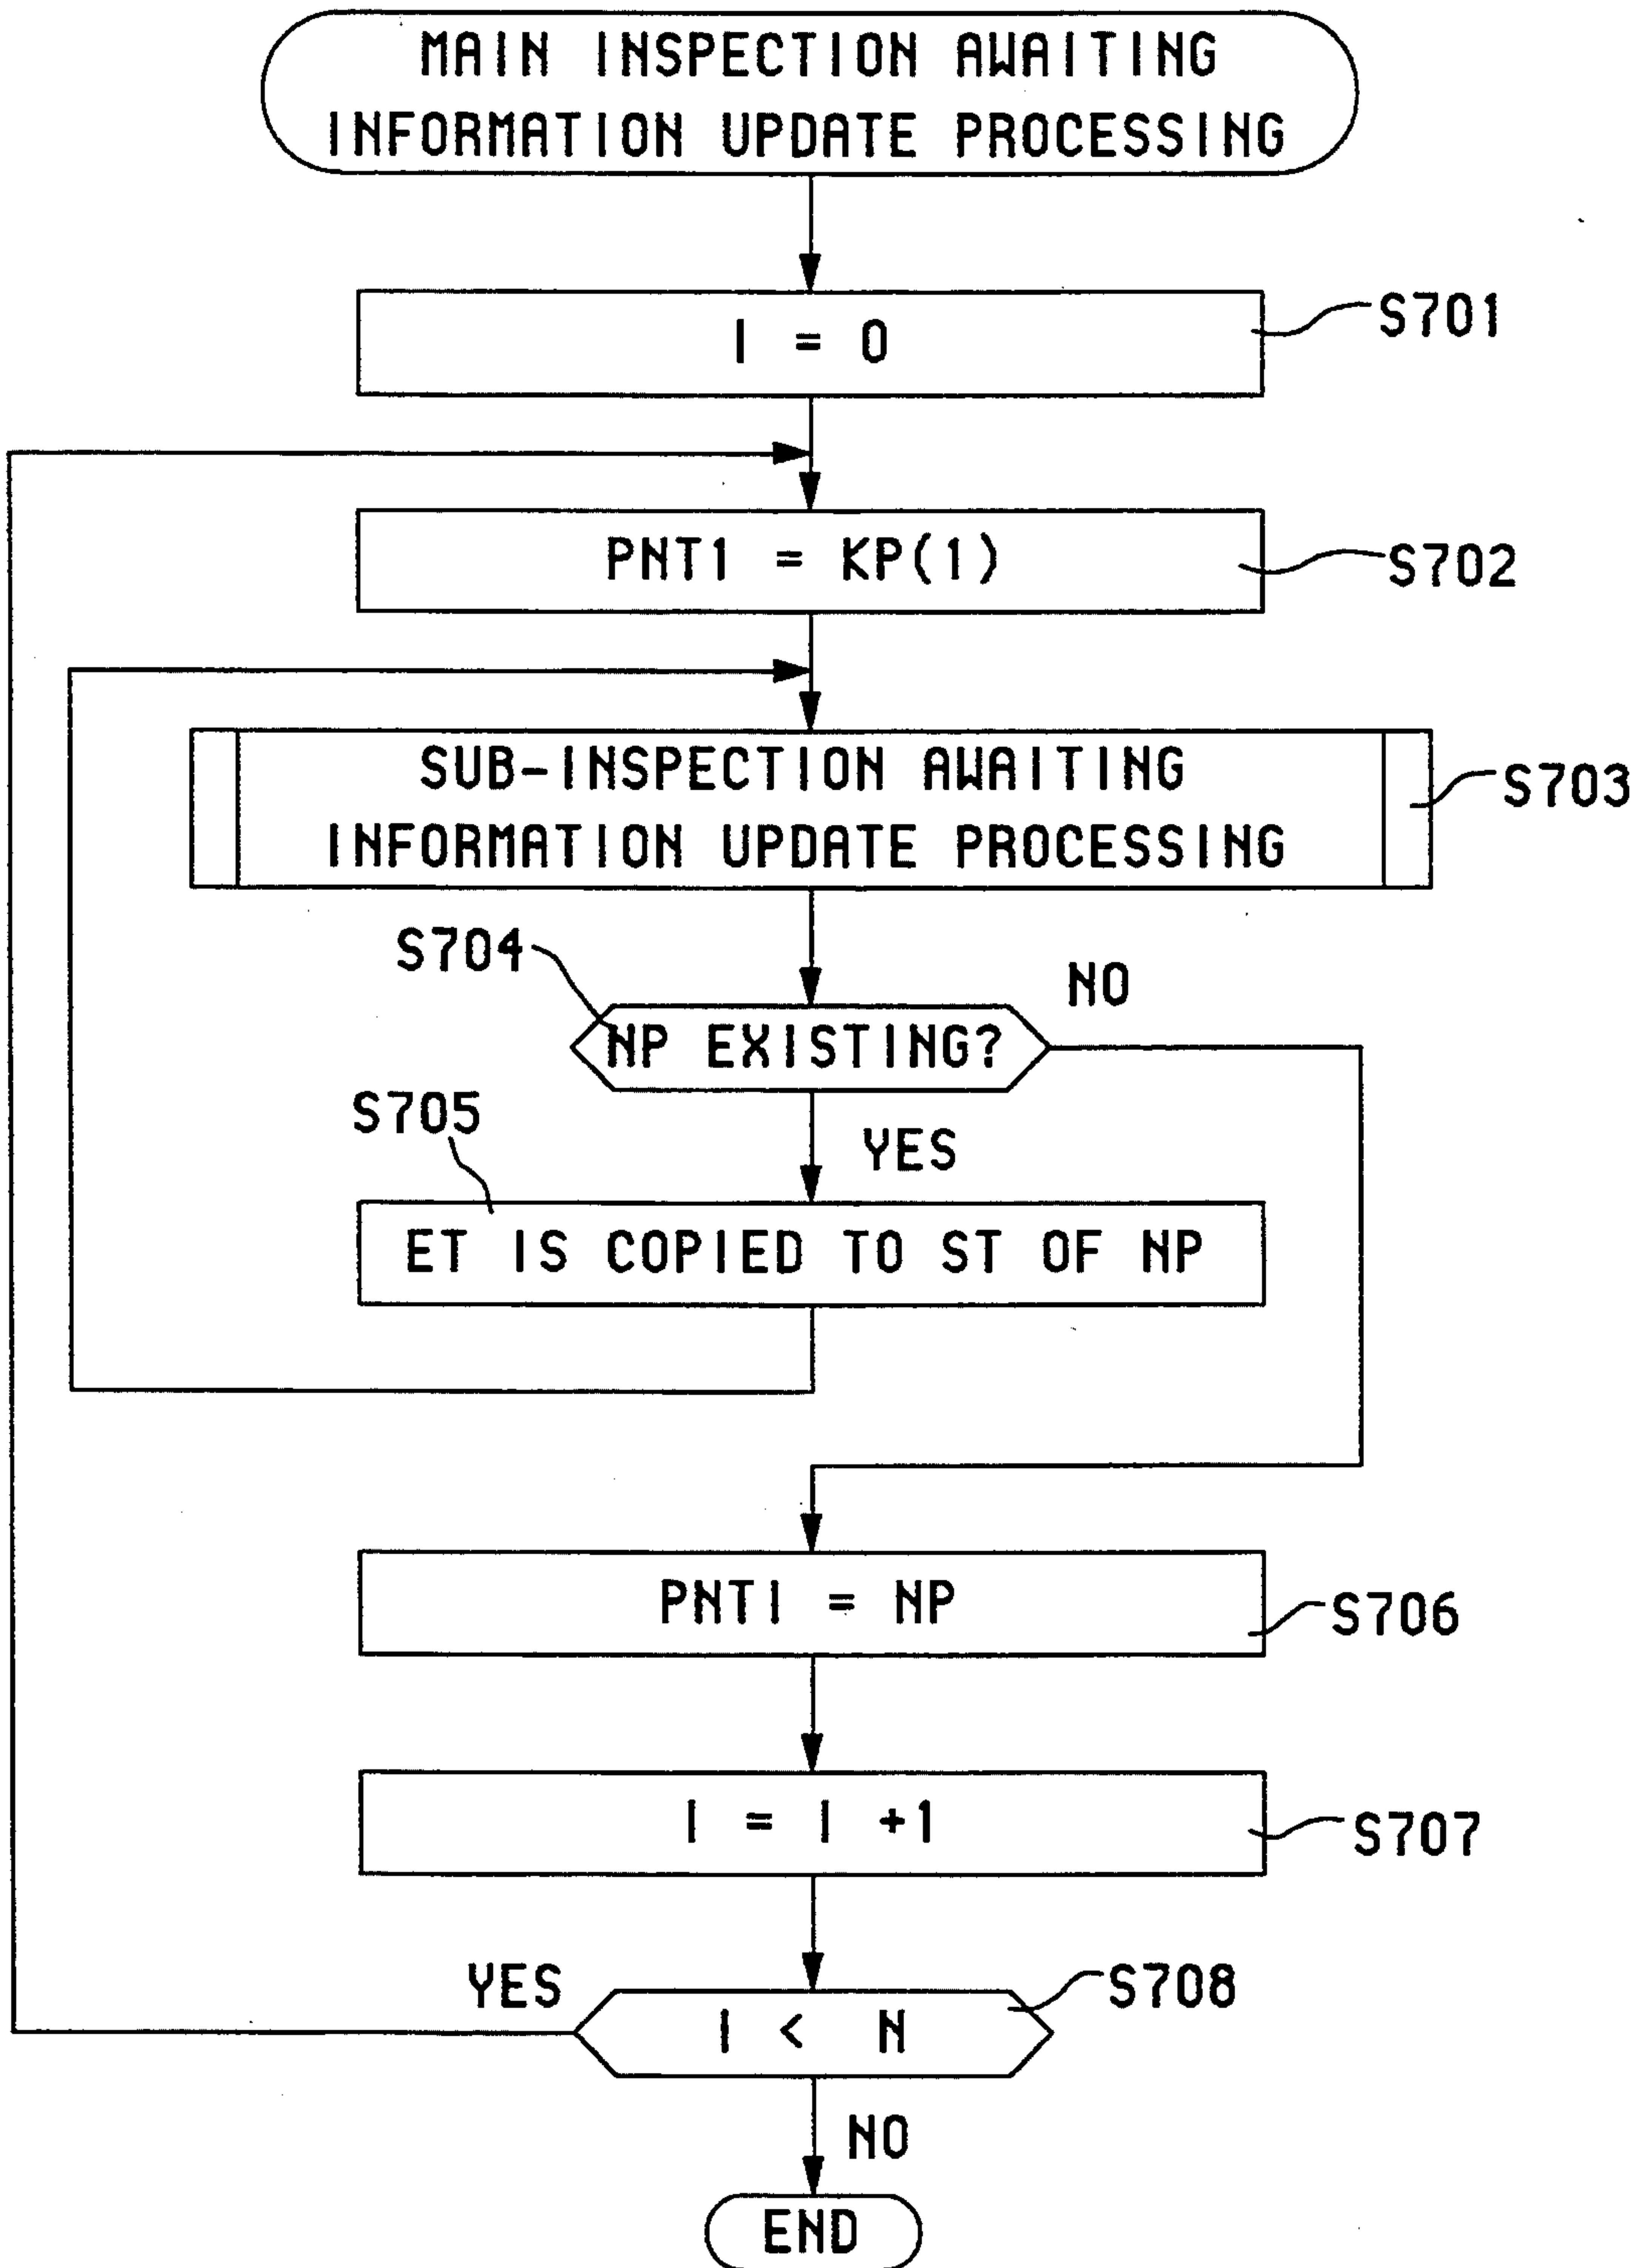 MAIN INSPECTION AWAITING
INFORMATION UPDATE PROCESSING
I = 0
S701
PNT1 = KP(1)
S702
SUB-INSPECTION AWAITING
INFORMATION UPDATE PROCESSING
S703
S704
NO
NP EXISTING?
S705
YES
ET IS COPIED TO ST OF NP
PNTI = NP
S706
I = I +1
S707
YES
S708
I < N
NO
END